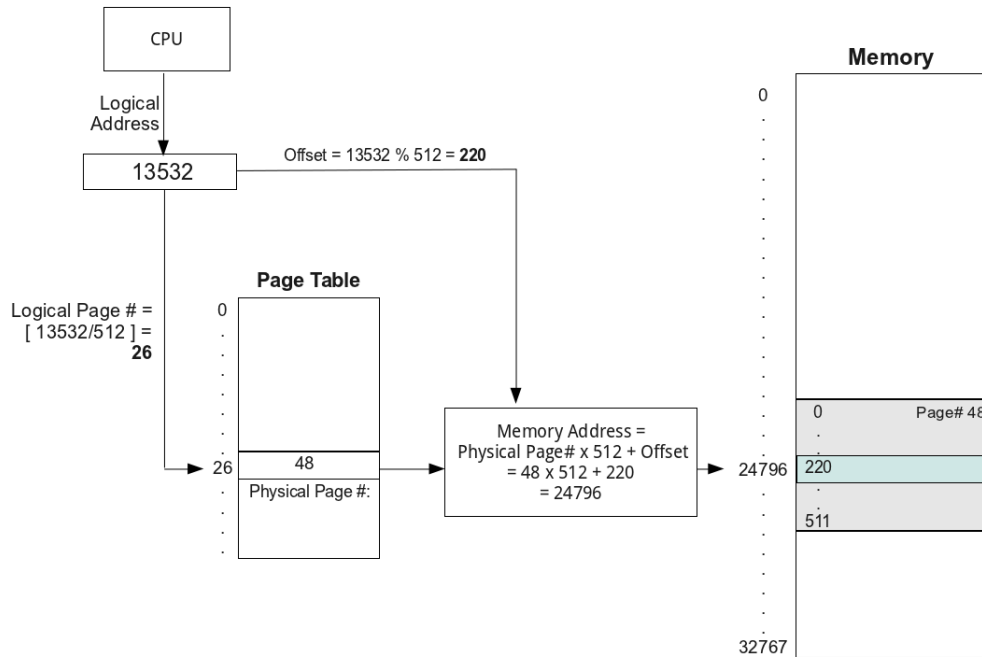 CPU
Memory
0
Logical
Address
13532
Offset = 13532 % 512 = 220
Page Table
Logical Page # =
[ 13532/512 ] =
26
0
26
48
Physical Page #:
Memory Address =
Physical Page# x 512 + Offset
= 48 x 512 + 220
= 24796
0
Page# 48
24796
220
511
32767